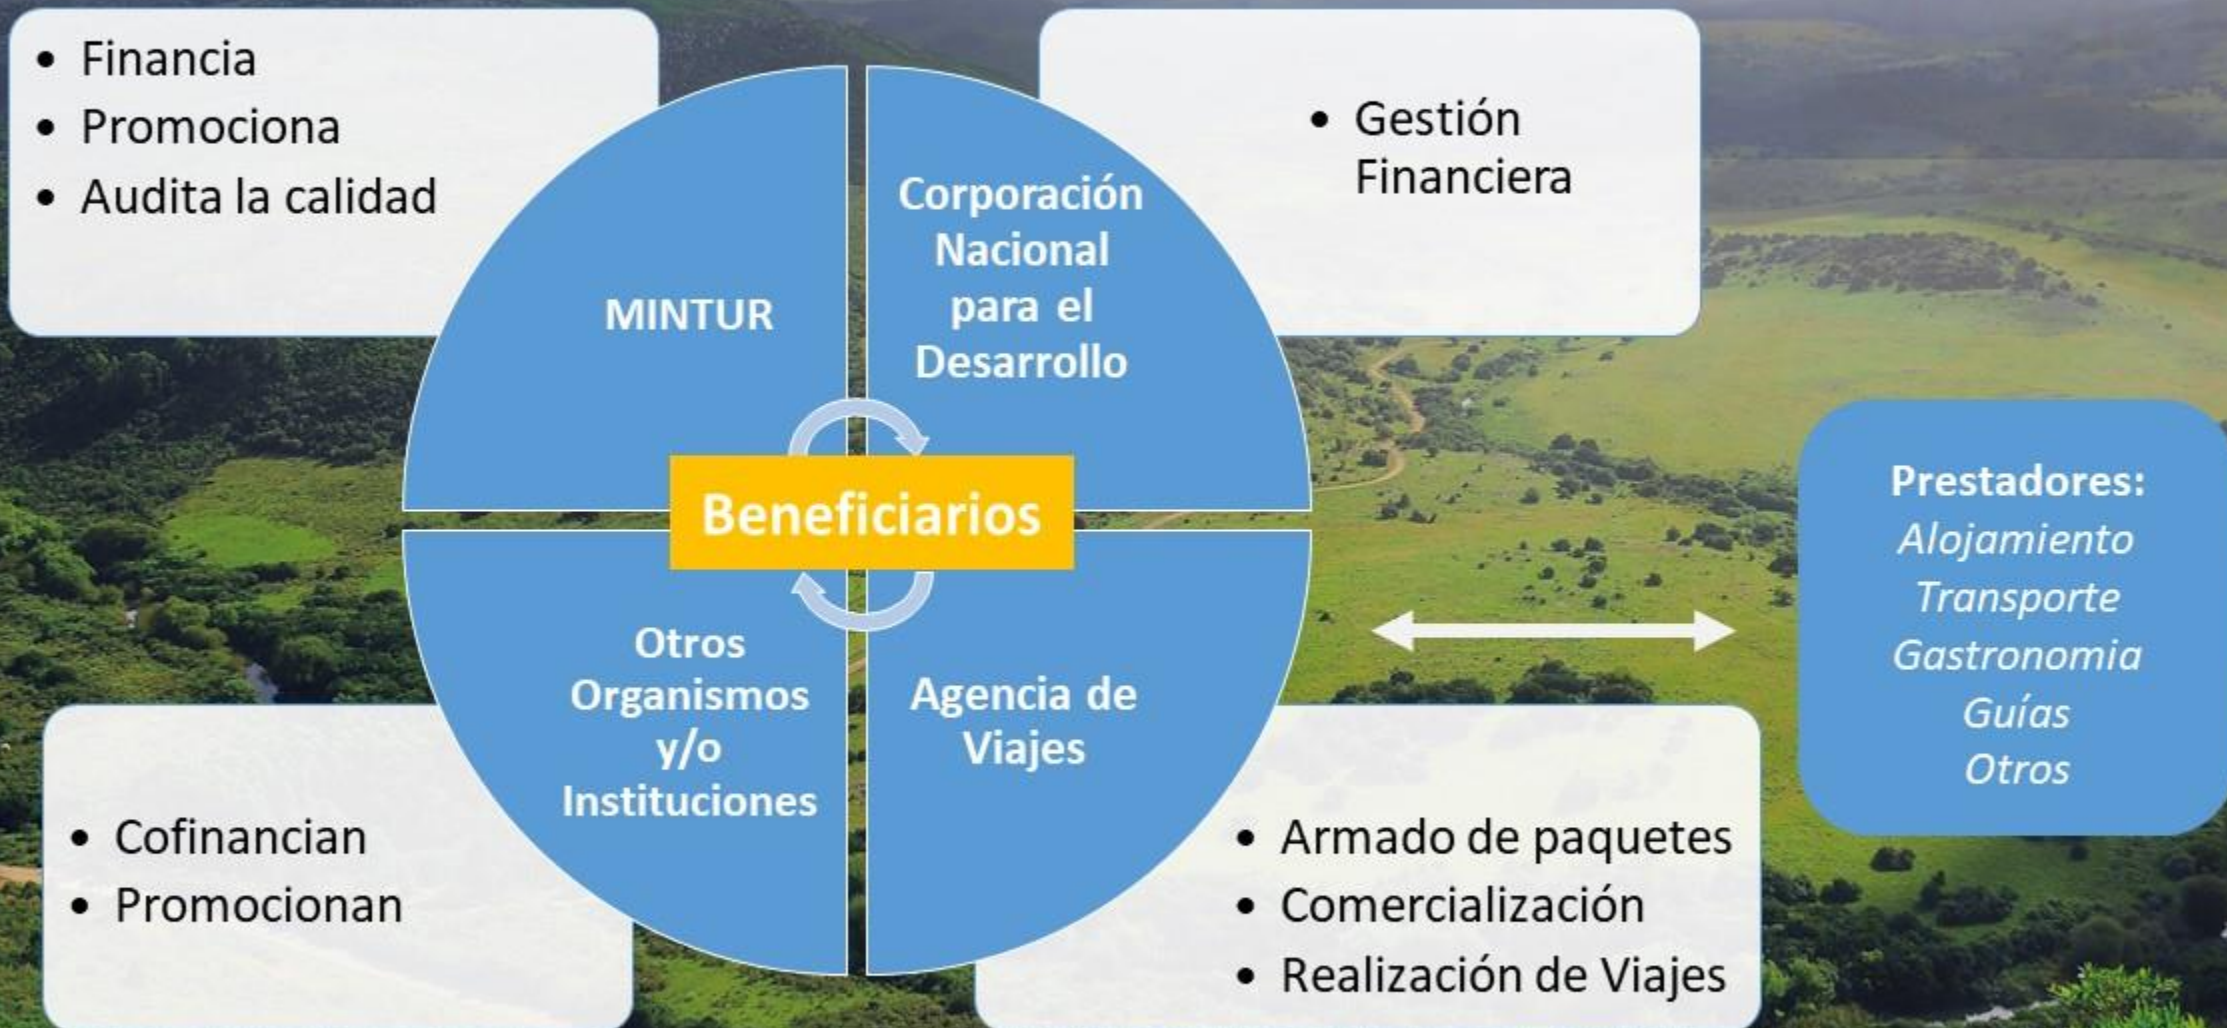 • Financia
• Promociona
• Audita la calidad
MINTUR
Corporación
Nacional
para el
Desarrollo
• Gestión
Financiera
Beneficiarios
Otros
Organismos
y/o
Instituciones
• Cofinancian
• Promocionan
Agencia de
Viajes
• Armado de paquetes
• Comercialización
• Realización de Viajes
Prestadores:
Alojamiento
Transporte
Gastronomia
Guías
Otros